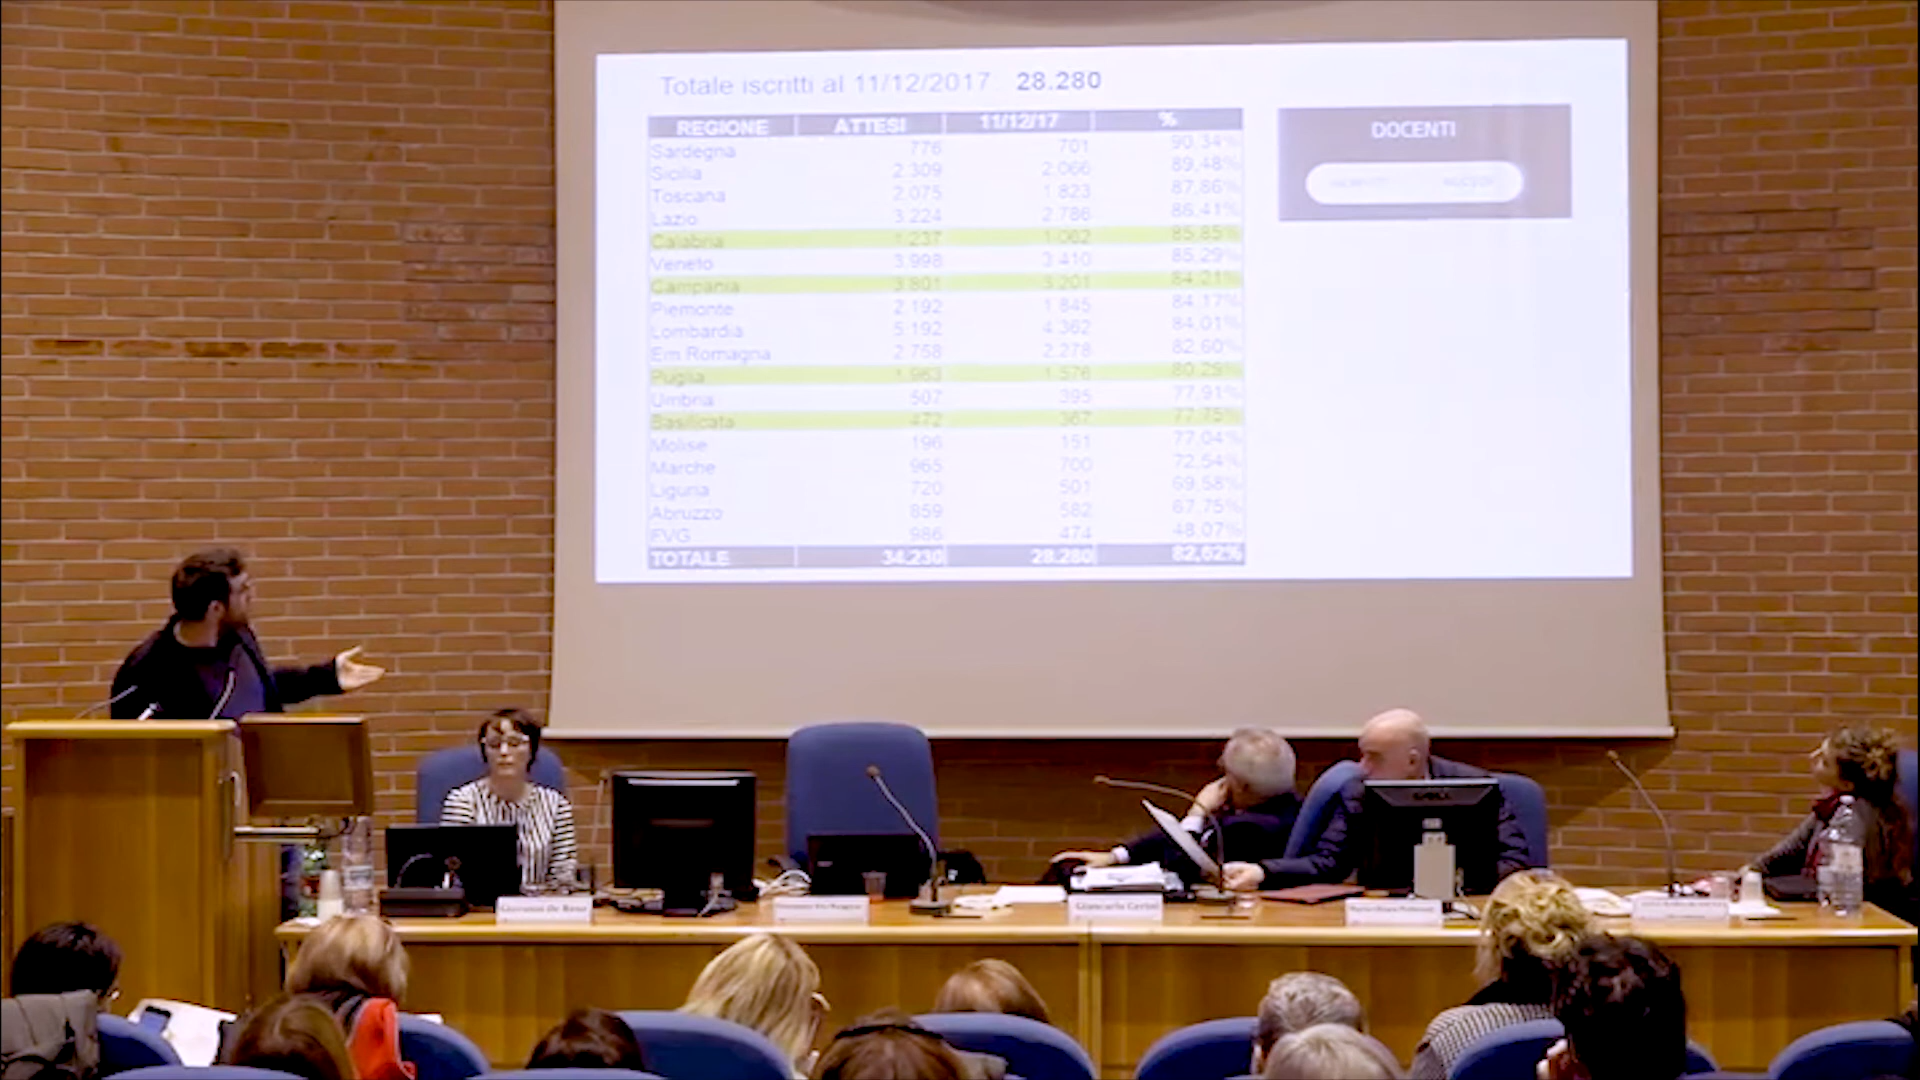 Totale iscritti al 11/12/2017 28.280
REGIONE ATTESI 11/12/17 %
Sardegna 776 701 90,34%
Sicilia 2.309 2.066 89,48%
Toscana 2.075 1.823 87,86%
Lazio 3.224 2.786 86,41%
Calabria 1.237 1.062 85,85%
Veneto 3.998 3.410 85,29%
Campania 3.801 3.201 84,21%
Piemonte 2.192 1.845 84,17%
Lombardia 5.192 4.362 84,01%
Em Romagna 2.758 2.278 82,60%
Puglia 1.963 1.576 80,29%
Umbria 507 395 77,91%
Basilicata 472 367 77,75%
Molise 196 151 77,04%
Marche 965 700 72,54%
Liguria 720 501 69,58%
Abruzzo 859 582 67,75%
FVG 986 474 48,07%
TOTALE 34.230 28.280 82,62%
DOCENTI
Giancarlo Cerini
DELL